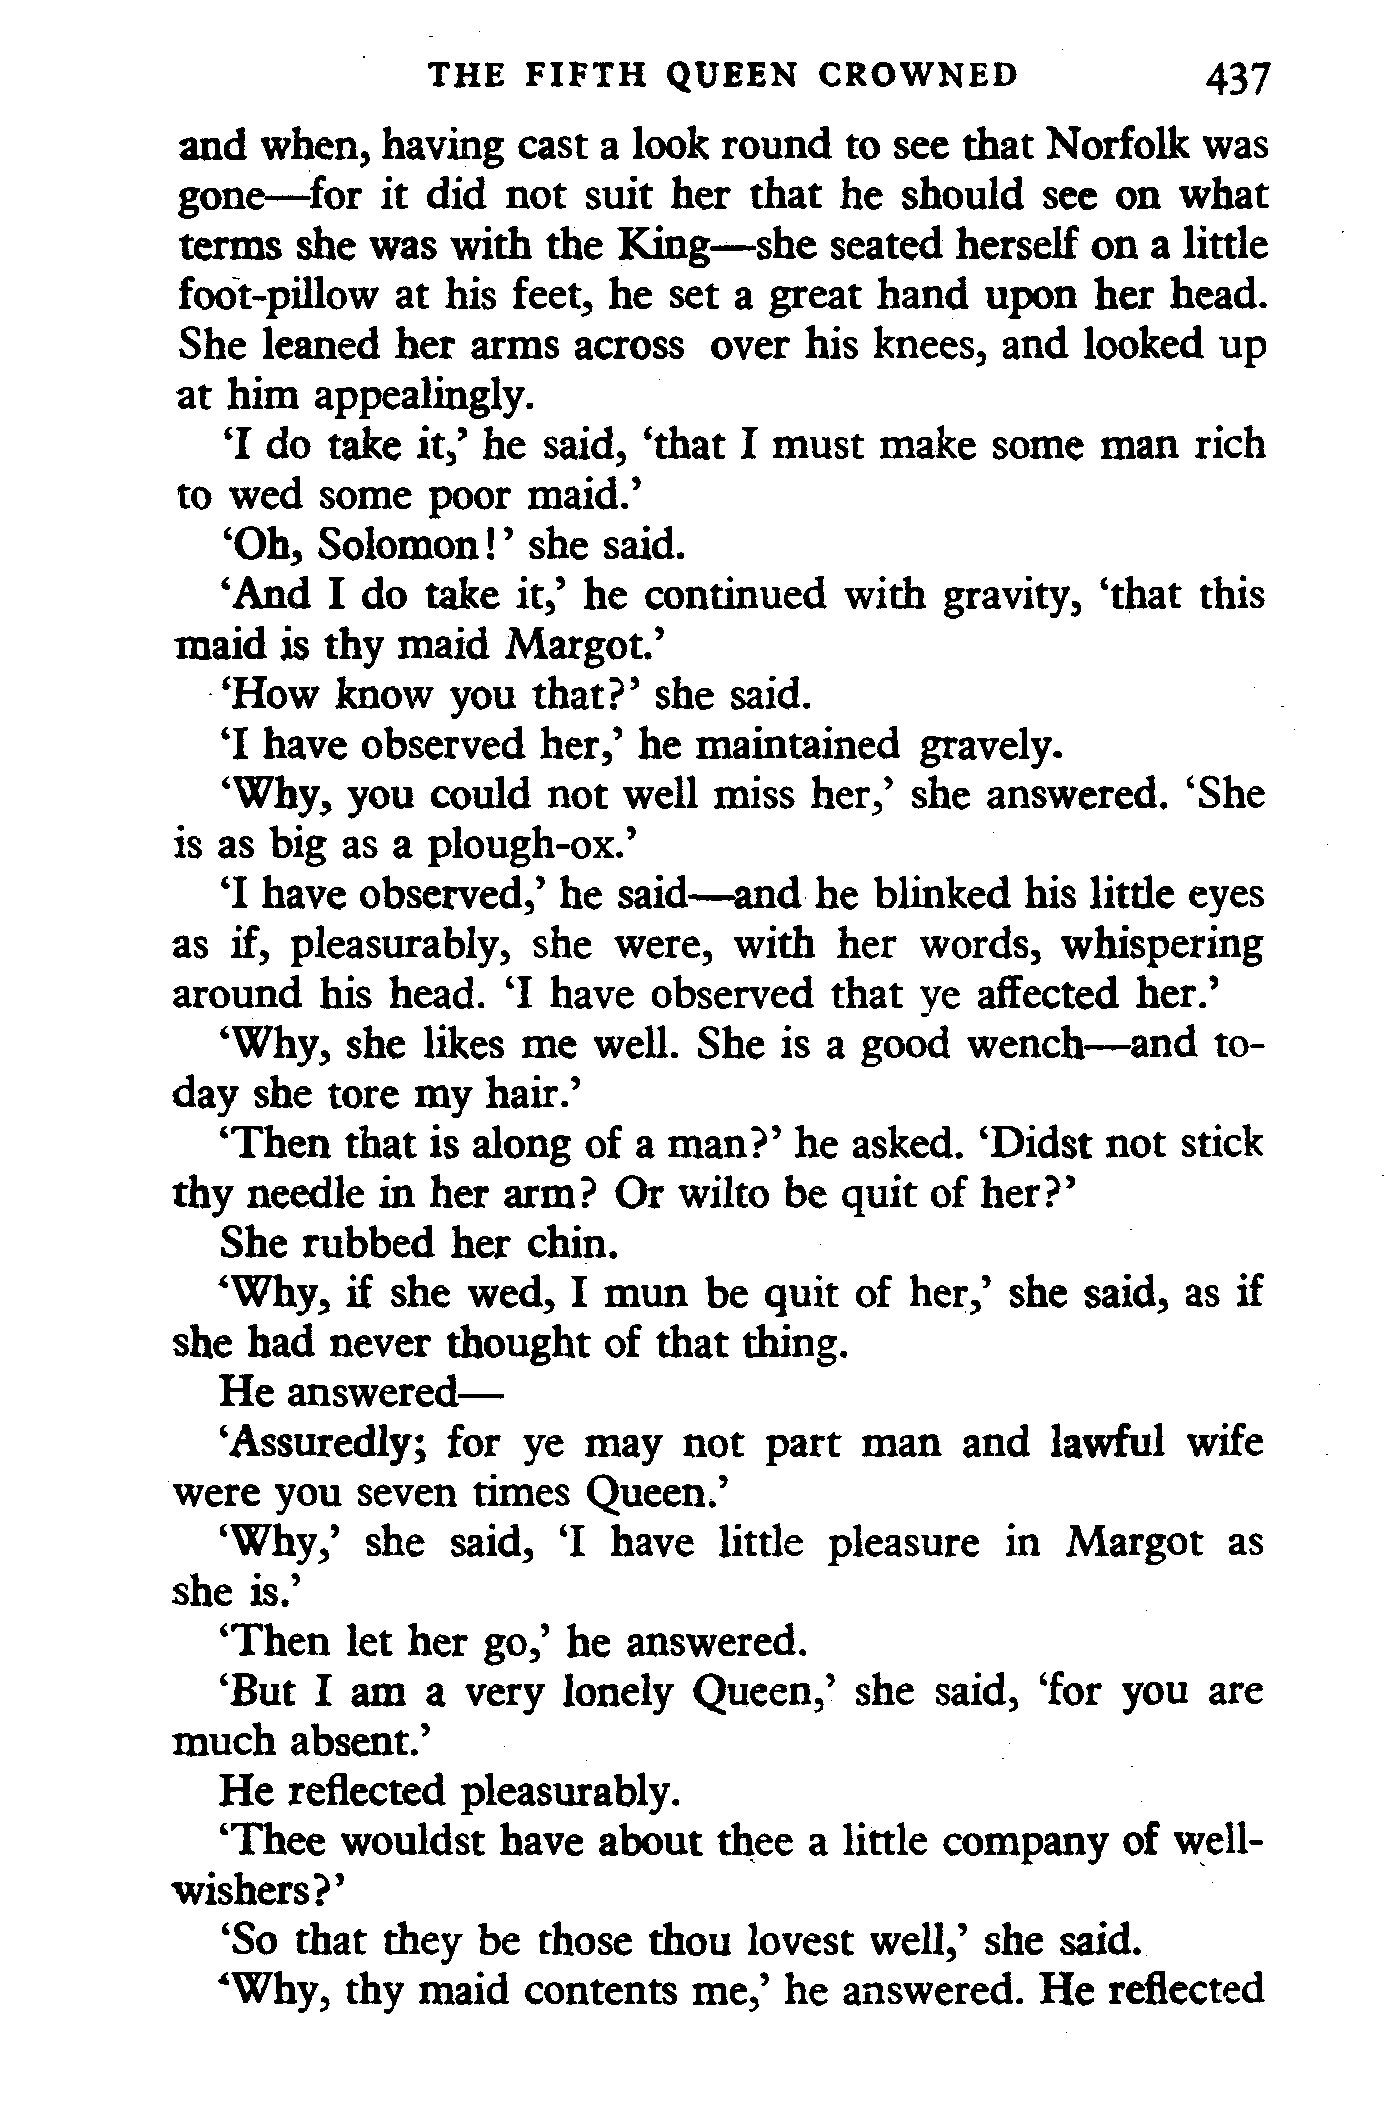 THE FIFTH QUEEN CROWNED 437
and when, having cast a look round to see that Norfolk was
gone—for it did not suit her that he should see on what
terms she was with the King—she seated herself on a little
foot-pillow at his feet, he set a great hand upon her head.
She leaned her arms across over his knees, and looked up
at him appealingly.
‘I do take it,’ he said, ‘that I must make some man rich
to wed some poor maid.’
‘Oh, Solomon!’ she said.
‘And I do take it,’ he continued with gravity, ‘that this
maid is thy maid Margot.’
‘How know you that?’ she said.
‘I have observed her,’ he maintained gravely.
‘Why, you could not well miss her,’ she answered. ‘She
is as big as a plough-ox.’
‘I have observed,’ he said—and he blinked his little eyes
as if, pleasurably, she were, with her words, whispering
around his head. ‘I have observed that ye affected her.’
‘Why, she likes me well. She is a good wench—and to-
day she tore my hair.’
‘Then that is along of a man?’ he asked. ‘Didst not stick
thy needle in her arm? Or wilto be quit of her?’
She rubbed her chin.
‘Why, if she wed, I mun be quit of her,’ she said, as if
she had never thought of that thing.
He answered—
‘Assuredly; for ye may not part man and lawful wife
were you seven times Queen.’
‘Why,’ she said, ‘I have little pleasure in Margot as
she is.’
‘Then let her go,’ he answered.
‘But I am a very lonely Queen,’ she said, ‘for you are
much absent.’
He reflected pleasurably.
‘Thee wouldst have about thee a little company of well-
wishers?’
‘So that they be those thou lovest well,’ she said.
‘Why, thy maid contents me,’ he answered. He reflected